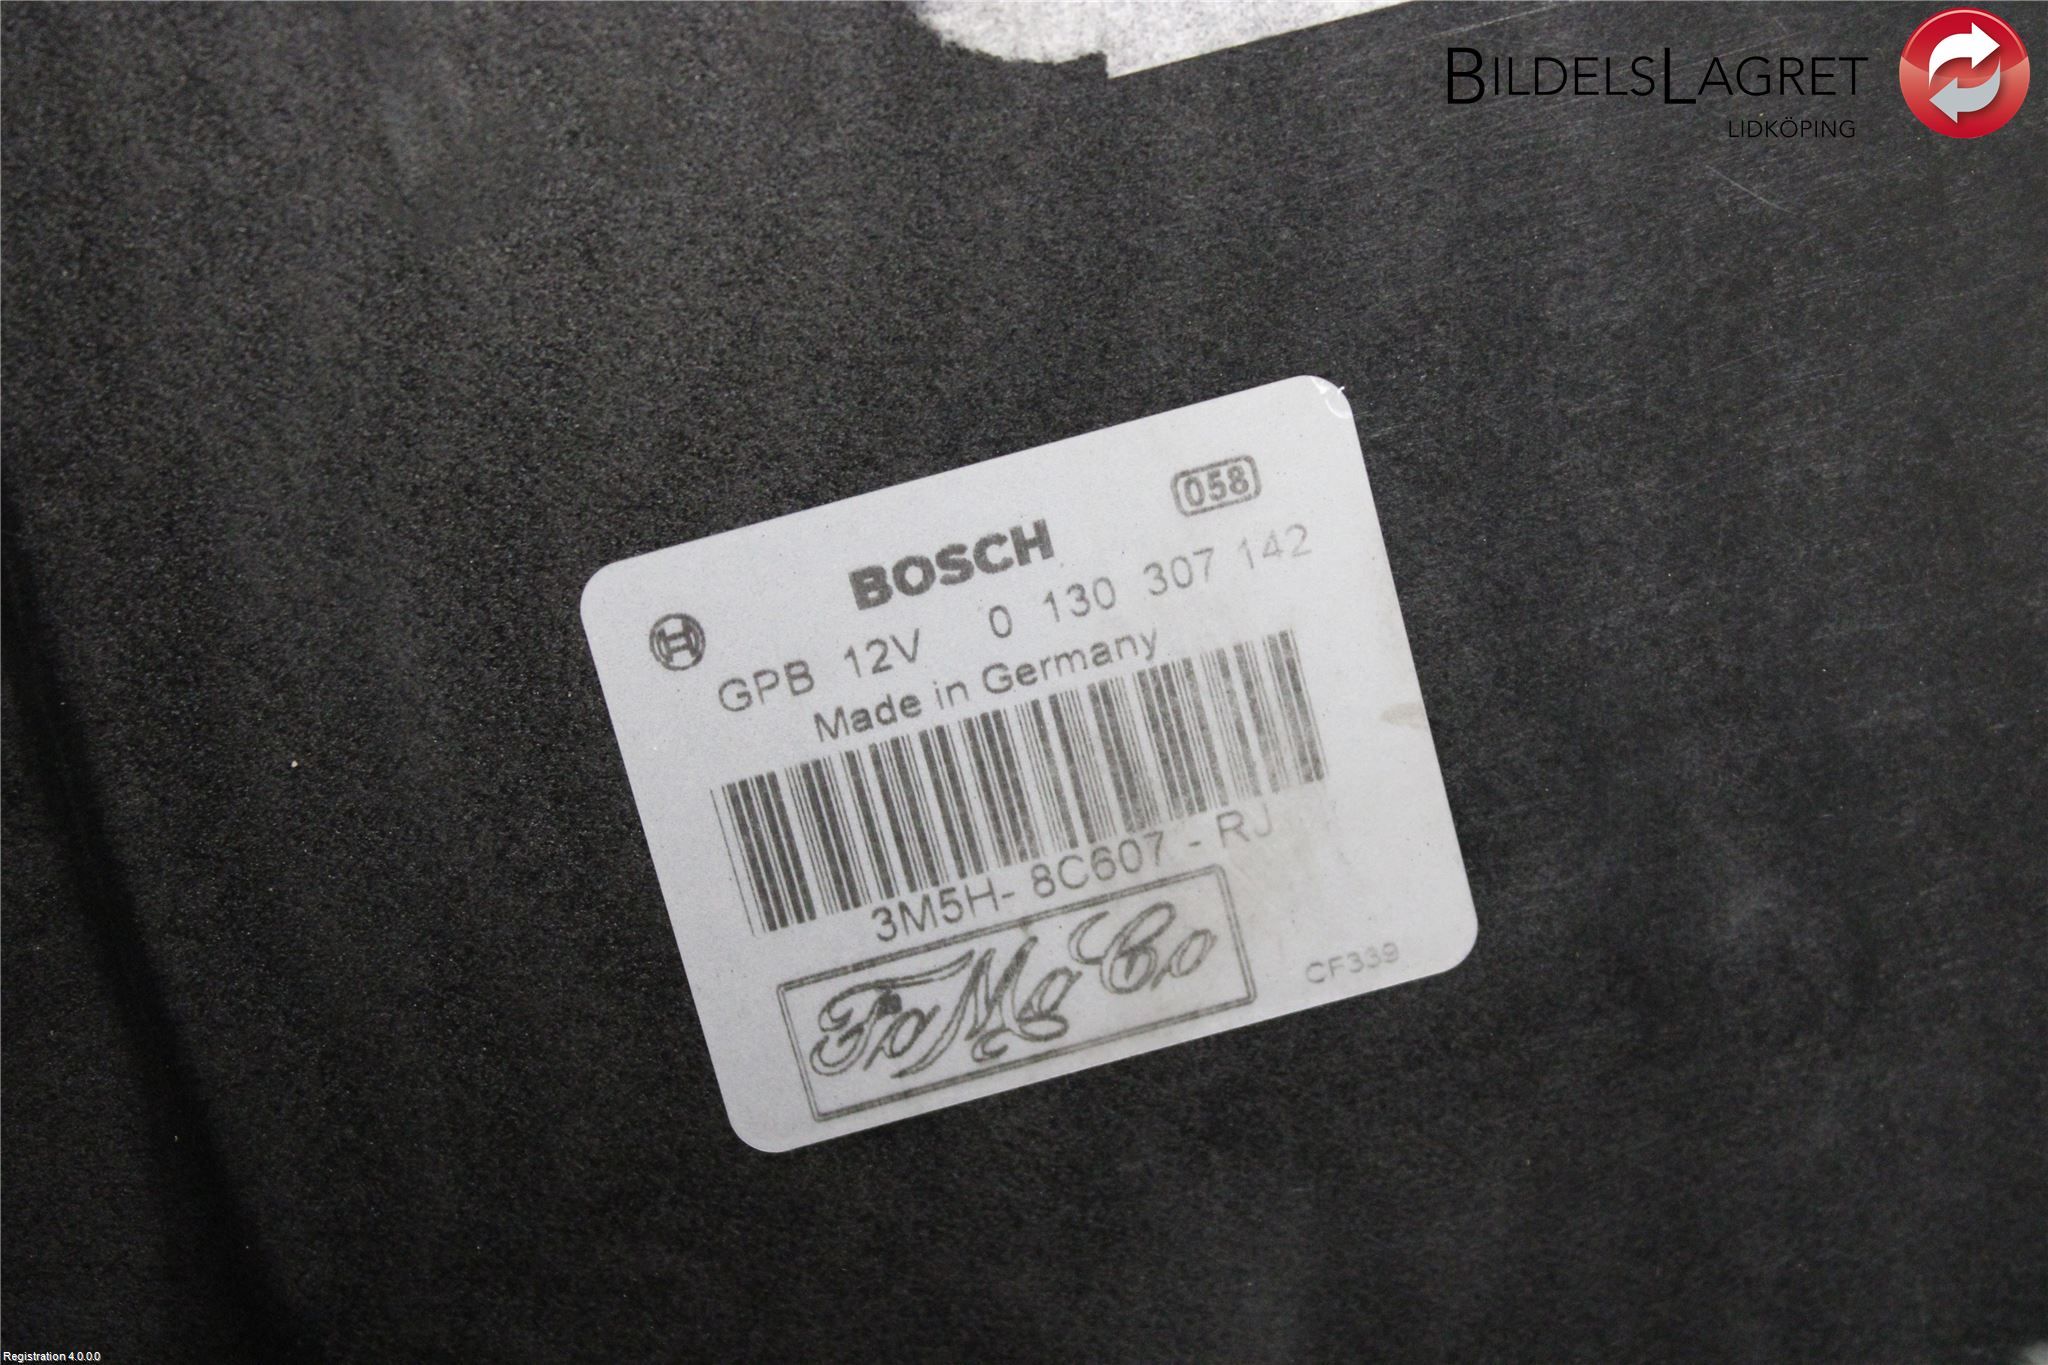 BILDELSLAGRET
LIDKÖPING
058
BOSCH
GPB 12V 0 130 307 142
Made in Germany
3M5H- 8C607 - RJ
FoMoCo
CF339
Registration 4.0.0.0